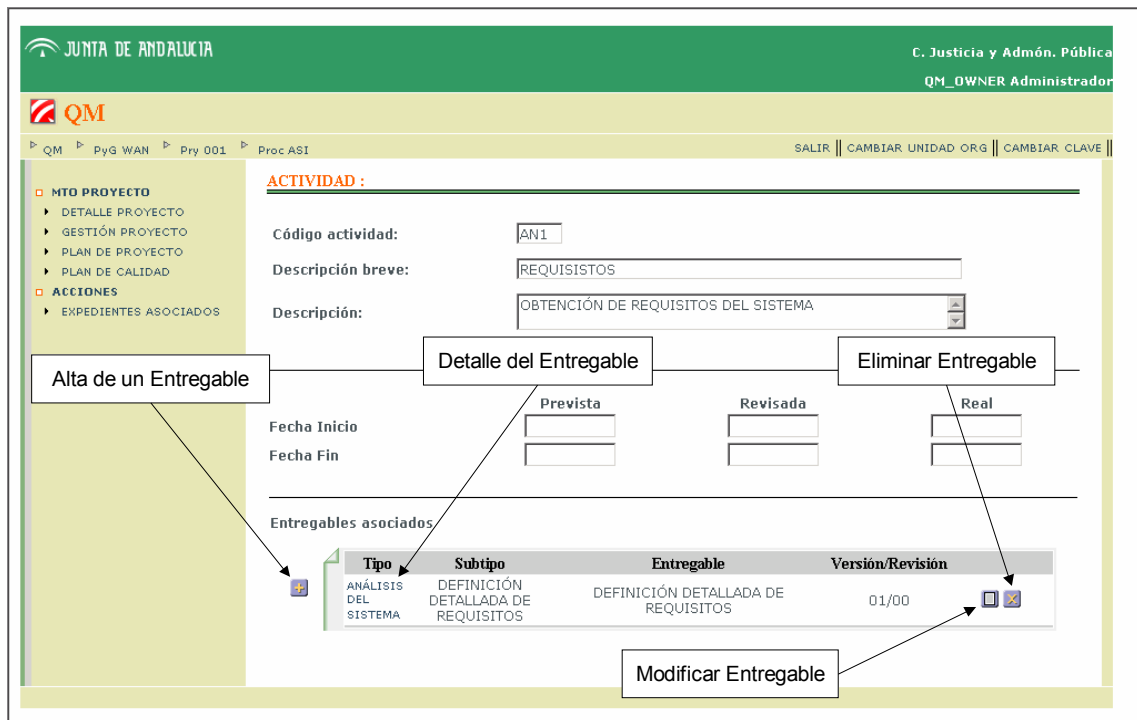 JUNTA DE ANDALUCIA
C. Justicia y Admón. Pública
QM_OWNER Administrador
QM
QM PyG WAN Pry 001 Proc ASI
SALIR || CAMBIAR UNIDAD ORG || CAMBIAR CLAVE ||
MTO PROYECTO
DETALLE PROYECTO
GESTIÓN PROYECTO
PLAN DE PROYECTO
PLAN DE CALIDAD
ACCIONES
EXPEDIENTES ASOCIADOS
ACTIVIDAD :
Código actividad: AN1
Descripción breve: REQUISISTOS
Descripción: OBTENCIÓN DE REQUISITOS DEL SISTEMA
Alta de un Entregable
Detalle del Entregable
Eliminar Entregable
Prevista Revisada Real
Fecha Inicio
Fecha Fin
Entregables asociados
Tipo Subtipo Entregable Versión/Revisión
ANÁLISIS
DEL
SISTEMA
DEFINICIÓN
DETALLADA DE
REQUISITOS
DEFINICIÓN DETALLADA DE
REQUISITOS
01/00
Modificar Entregable